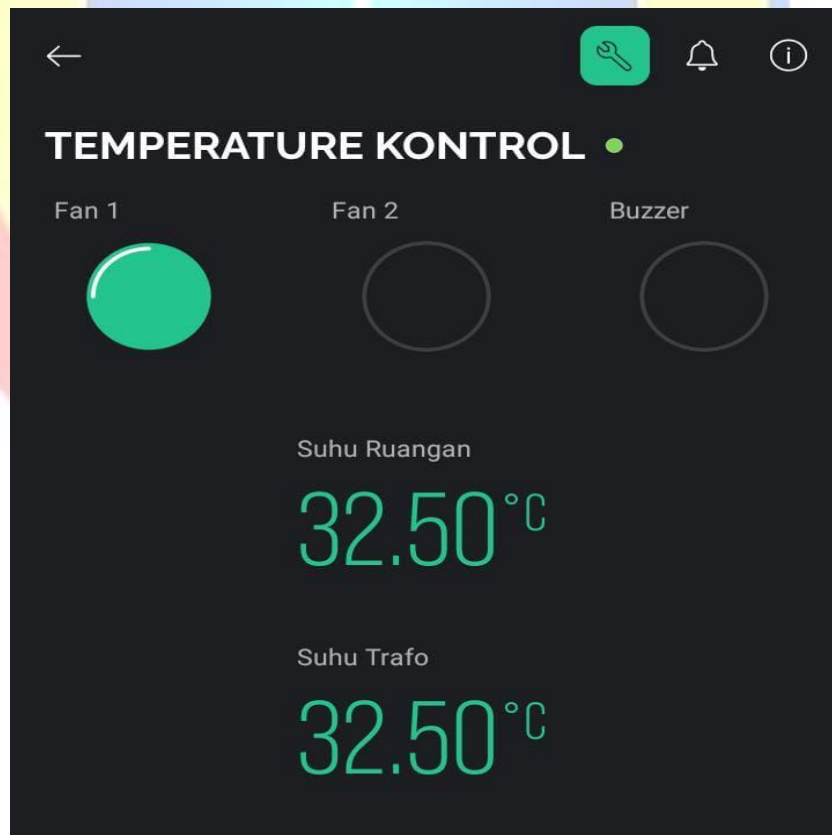 TEMPERATURE KONTROL
Fan 1 Fan 2 Buzzer
Suhu Ruangan
32.50°C
Suhu Trafo
32.50°C